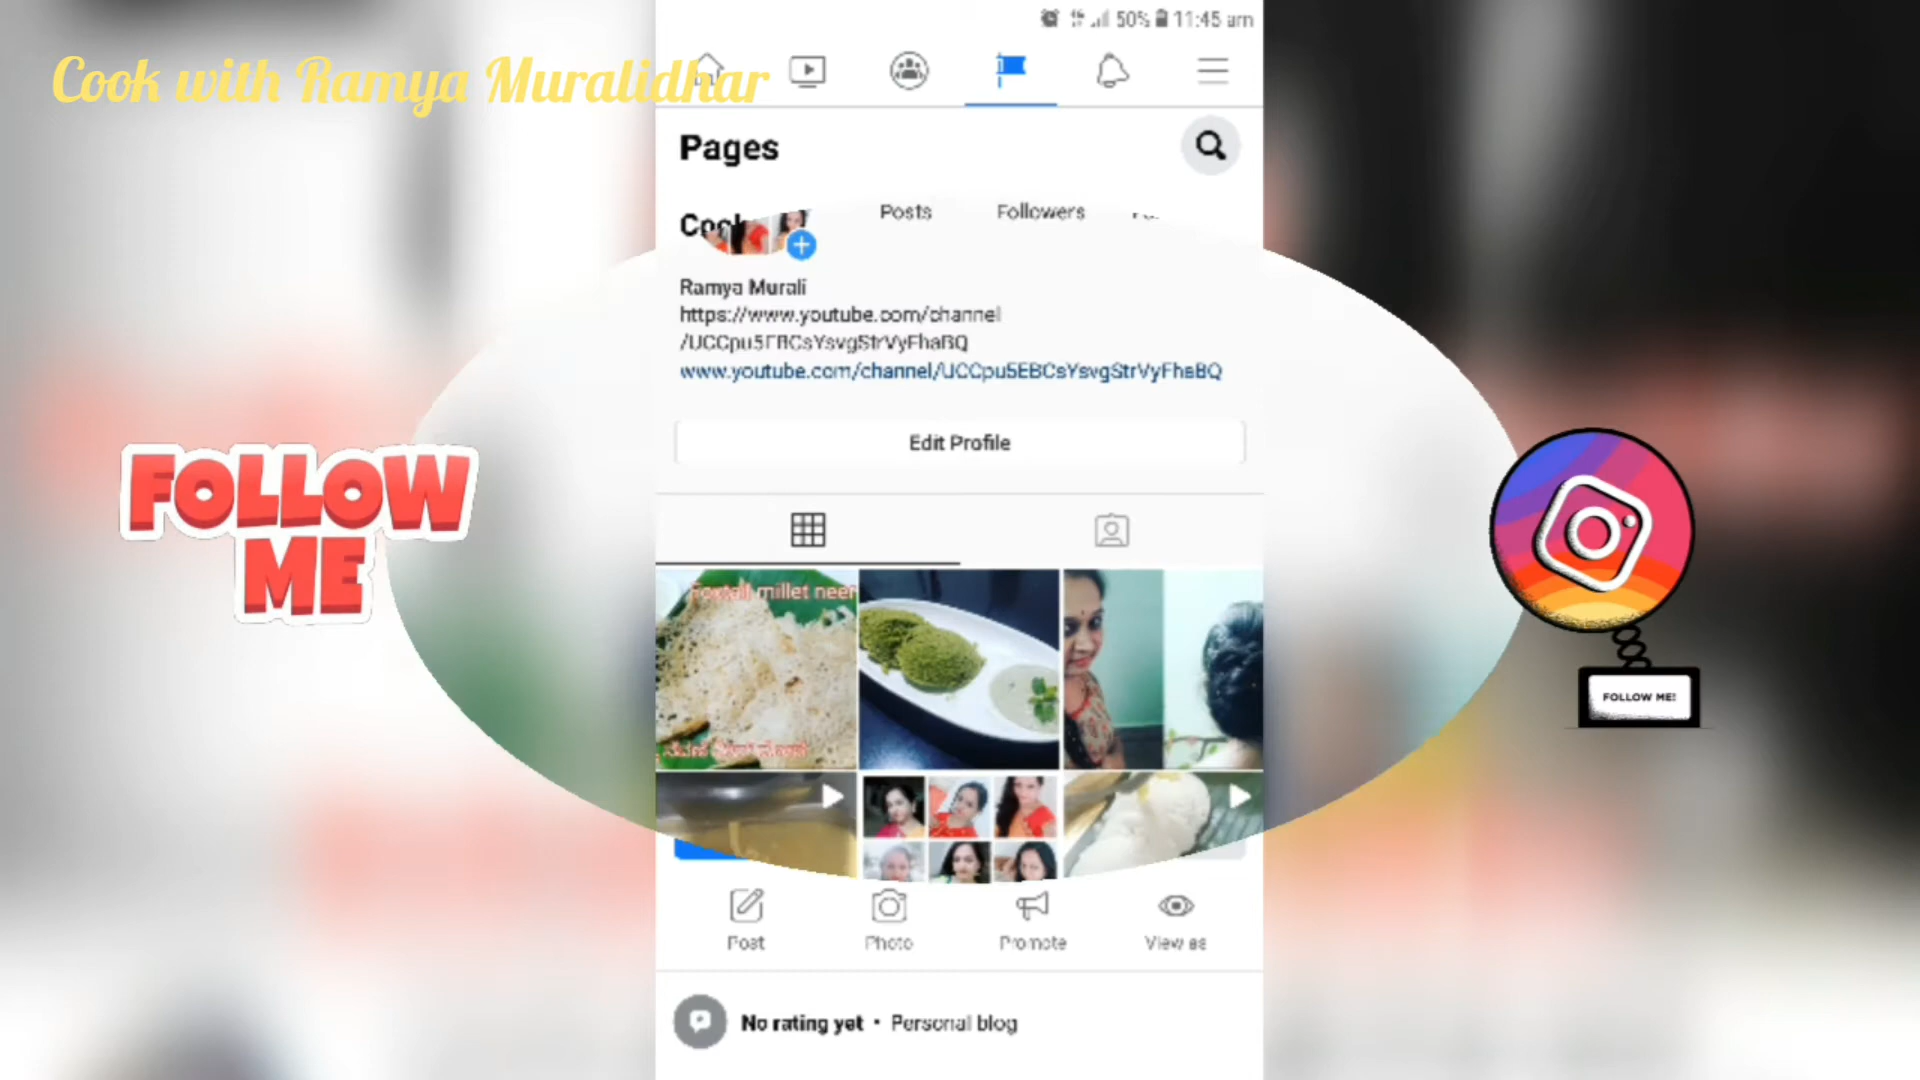 50% 11:45 am
Cook with Ramya Muralidhar
Pages
Posts Followers
Ramya Murali
https://www.youtube.com/channel
www.youtube.com/channel/UCCpu5EBCsYsvgStrVyFhaBQ
Edit Profile
FOLLOW
ME
FOLLOW ME!
Foxtail millet neer
Post Photo Promote View as
No rating yet · Personal blog